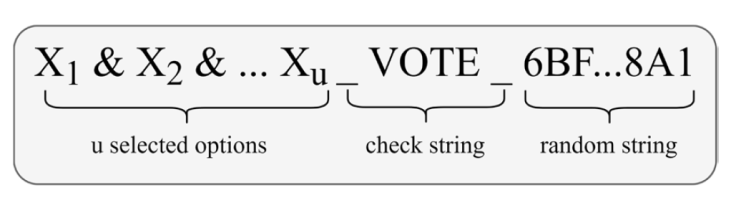 X₁ & X₂ & ... Xᵤ _ VOTE _ 6BF...8A1
u selected options check string random string